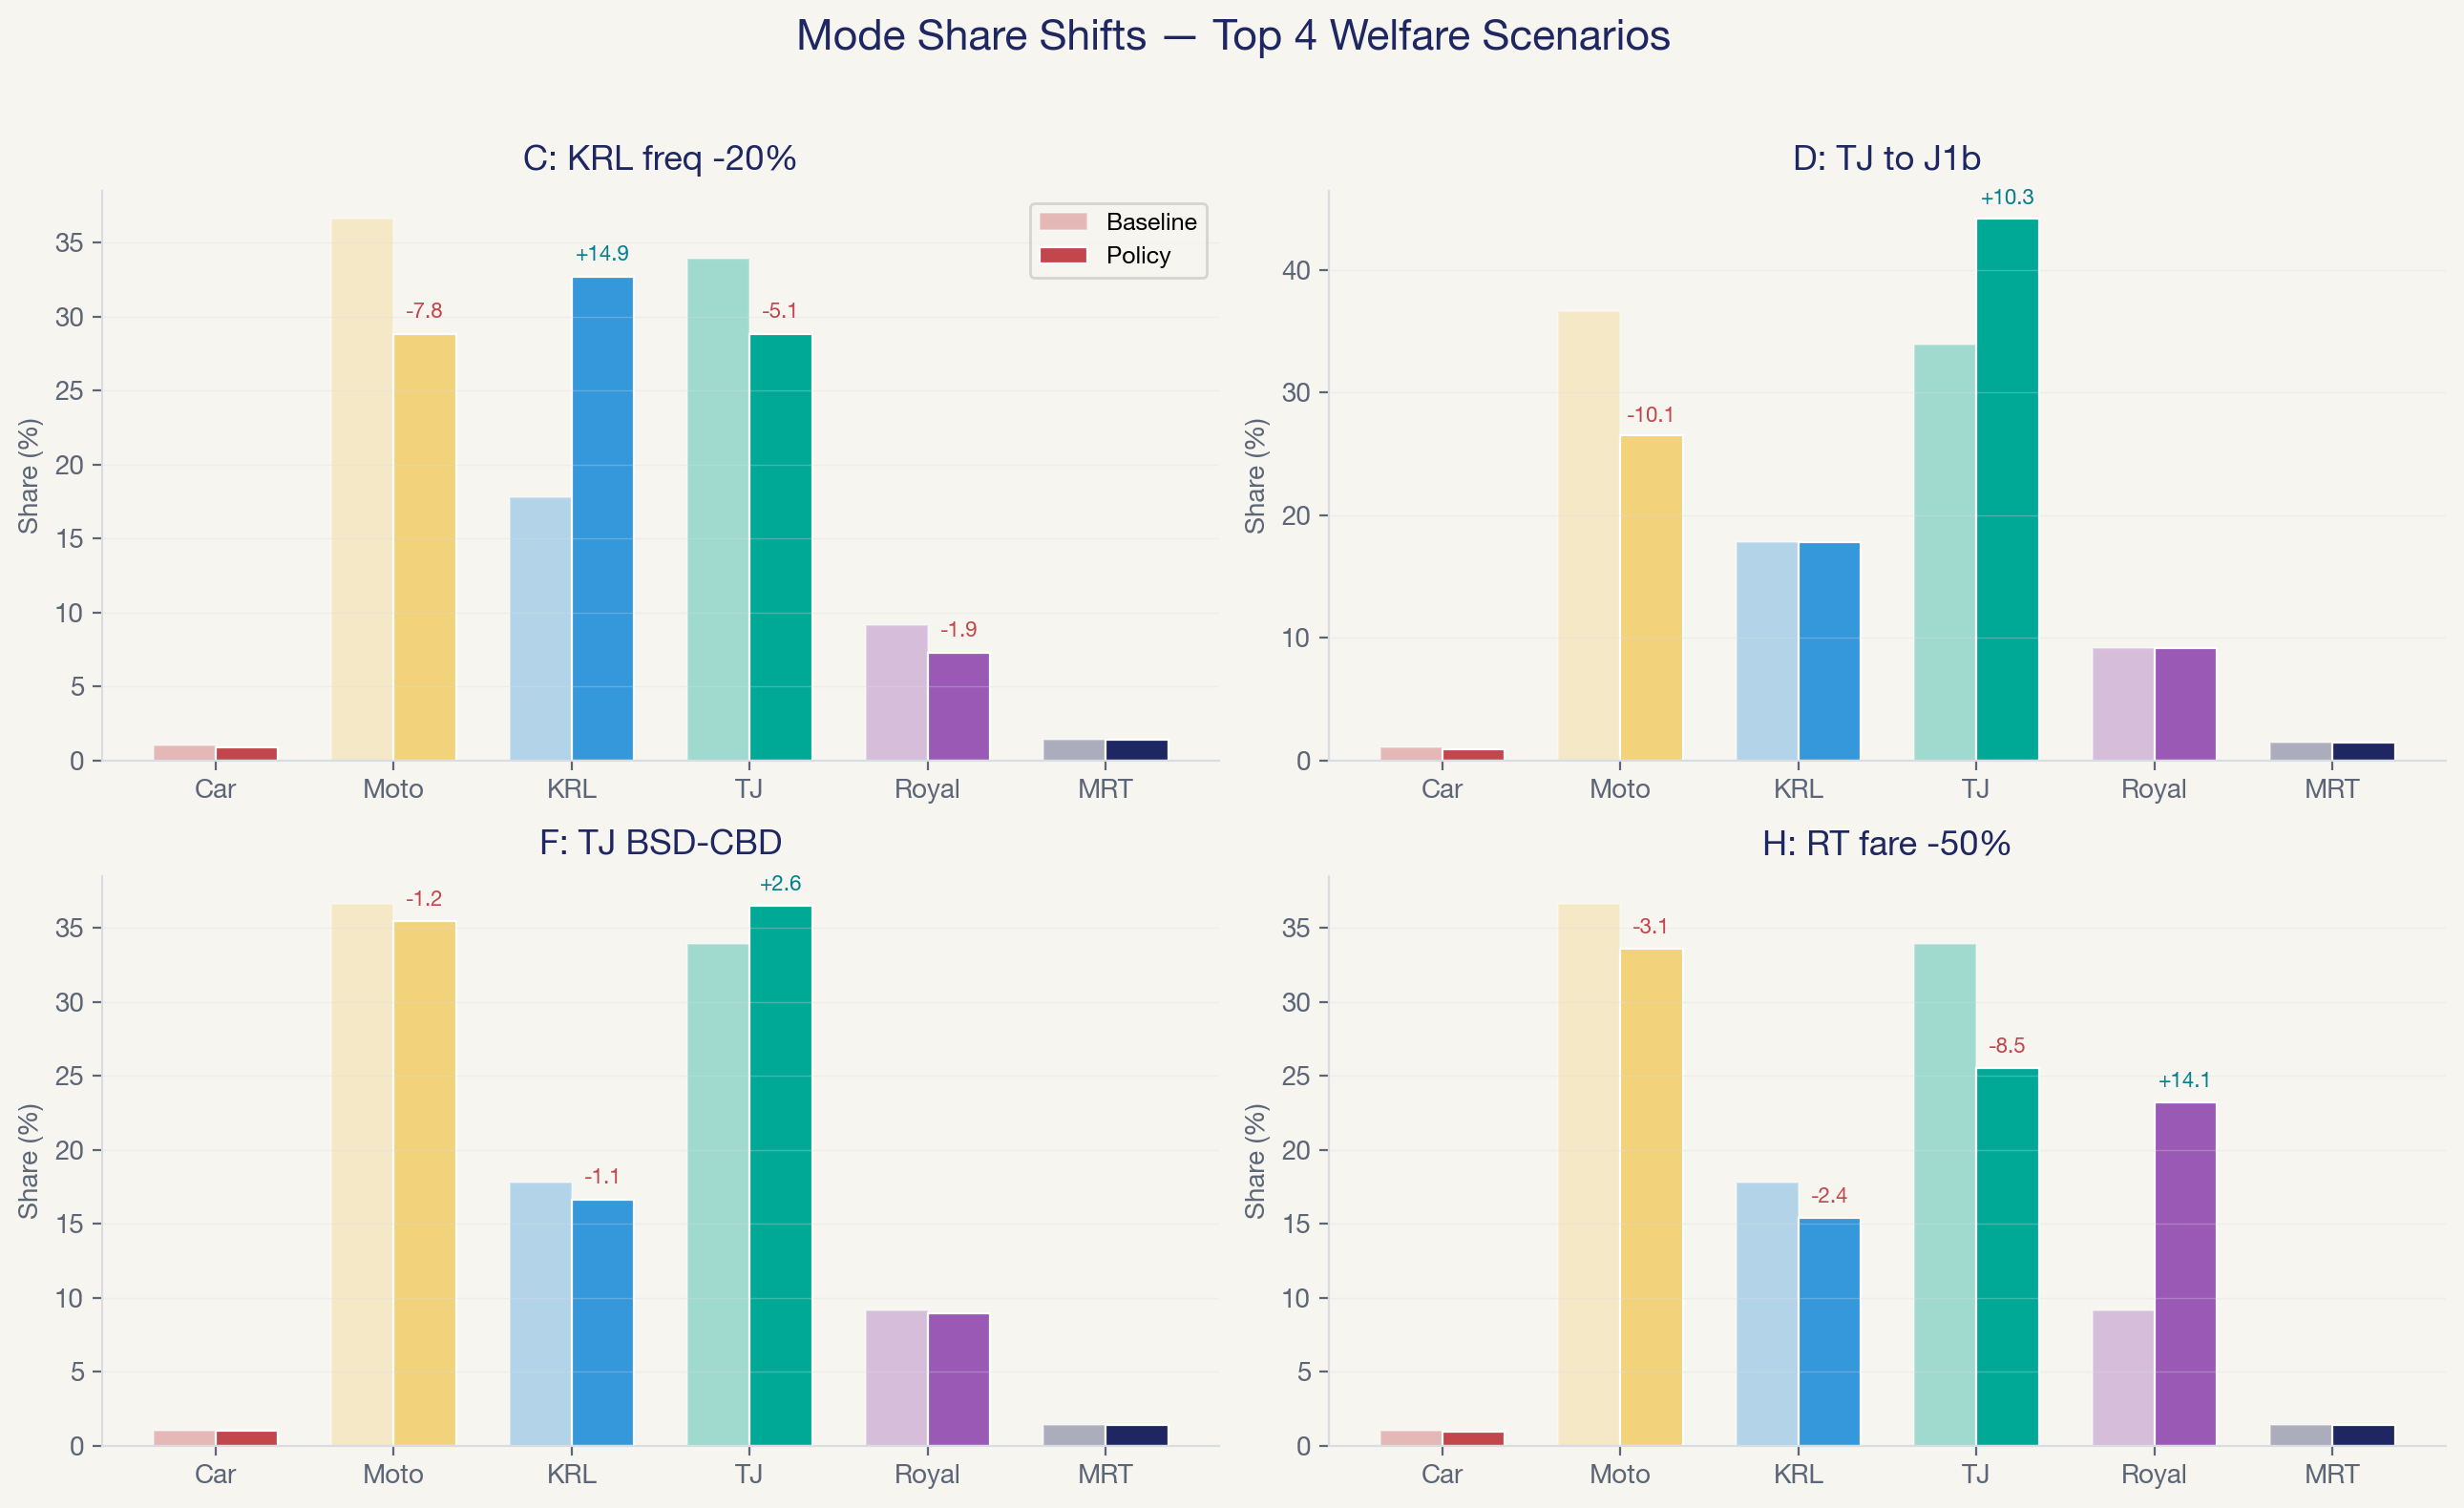 Mode Share Shifts — Top 4 Welfare Scenarios
C: KRL freq -20%
Share (%)
35
30
25
20
15
10
5
0
-7.8
+14.9
-5.1
-1.9
Baseline
Policy
Car Moto KRL TJ Royal MRT
D: TJ to J1b
Share (%)
40
30
20
10
0
-10.1
+10.3
Car Moto KRL TJ Royal MRT
F: TJ BSD-CBD
Share (%)
35
30
25
20
15
10
5
0
-1.2
-1.1
+2.6
Car Moto KRL TJ Royal MRT
H: RT fare -50%
Share (%)
35
30
25
20
15
10
5
0
-3.1
-2.4
-8.5
+14.1
Car Moto KRL TJ Royal MRT